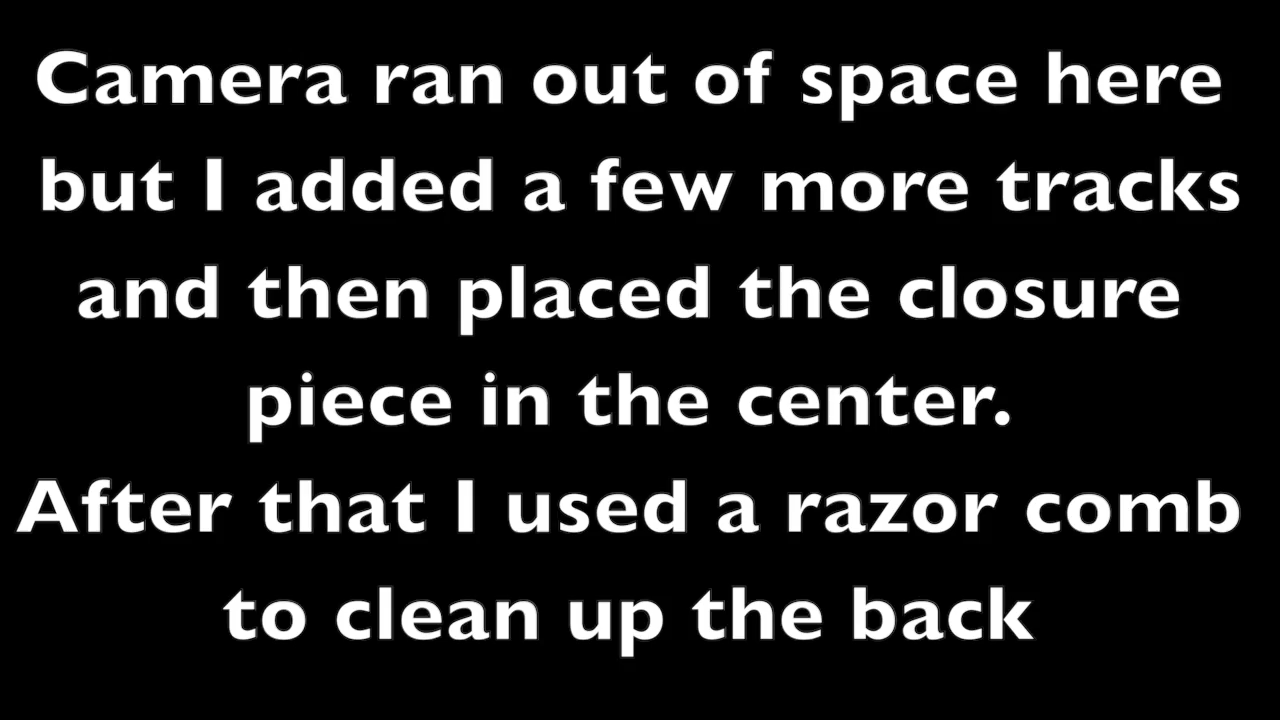 Camera ran out of space here
but I added a few more tracks
and then placed the closure
piece in the center.
After that I used a razor comb
to clean up the back